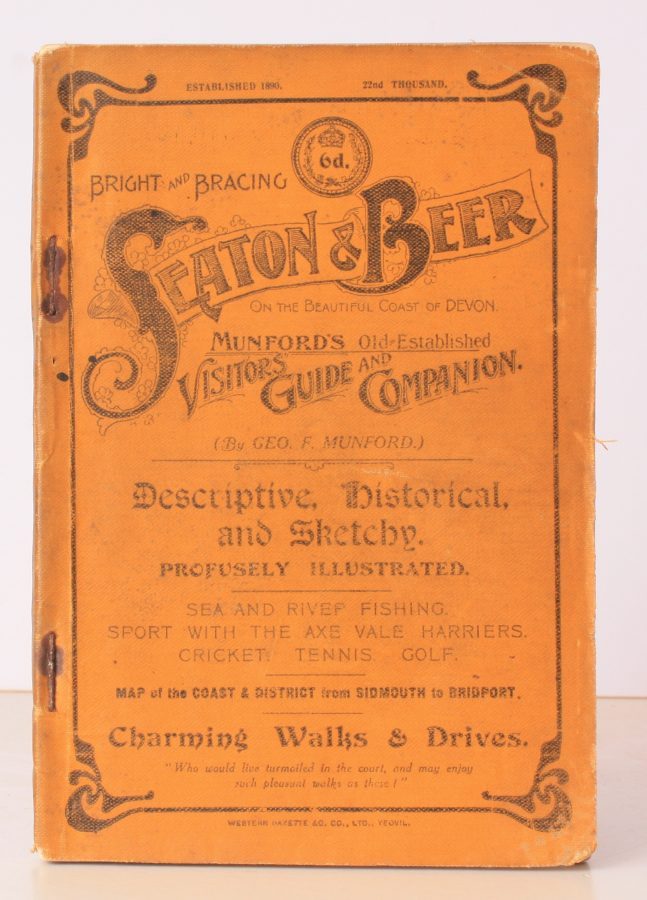 ESTABLISHED 1890. 22nd THOUSAND.
6d.
BRIGHT AND BRACING
SEATON & BEER
ON THE BEAUTIFUL COAST OF DEVON.
MUNFORD'S Old-Established
VISITORS' GUIDE AND COMPANION.
(By GEO. F. MUNFORD.)
Descriptive, Historical,
and Sketchy.
PROFUSELY ILLUSTRATED.
SEA AND RIVER FISHING.
SPORT WITH THE AXE VALE HARRIERS.
CRICKET. TENNIS. GOLF.
MAP of the COAST & DISTRICT from SIDMOUTH to BRIDPORT.
Charming Walks & Drives.
"Who would live turmoiled in the court, and may enjoy
such pleasant walks as these!"
WESTERN GAZETTE &C. CO., LTD., YEOVIL.